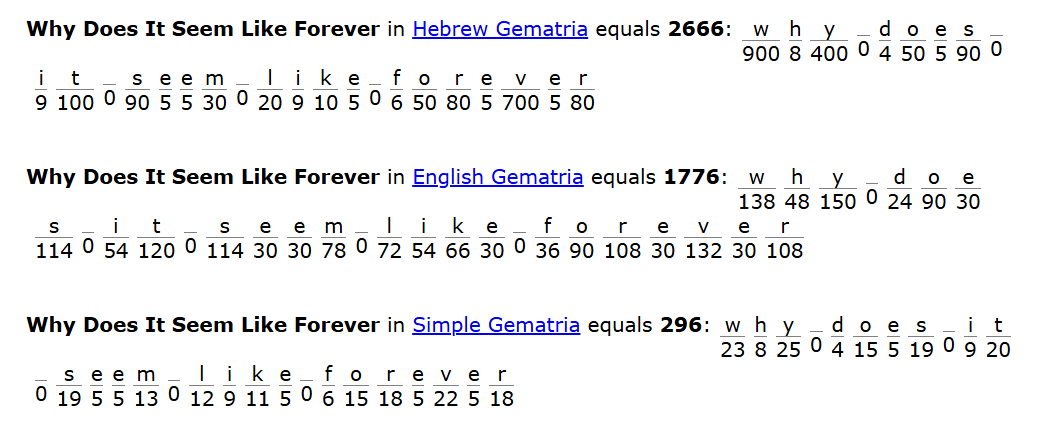 Why Does It Seem Like Forever in Hebrew Gematria equals 2666: w h y _ d o e s _
900 8 400 0 4 50 5 90 0
i t _ s e e m _ l i k e _ f o r e v e r
9 100 0 90 5 5 30 0 20 9 10 5 0 6 50 80 5 700 5 80
Why Does It Seem Like Forever in English Gematria equals 1776: w h y _ d o e
138 48 150 0 24 90 30
s _ i t _ s e e m _ l i k e _ f o r e v e r
114 0 54 120 0 114 30 30 78 0 72 54 66 30 0 36 90 108 30 132 30 108
Why Does It Seem Like Forever in Simple Gematria equals 296: w h y _ d o e s _ i t
23 8 25 0 4 15 5 19 0 9 20
_ s e e m _ l i k e _ f o r e v e r
0 19 5 5 13 0 12 9 11 5 0 6 15 18 5 22 5 18